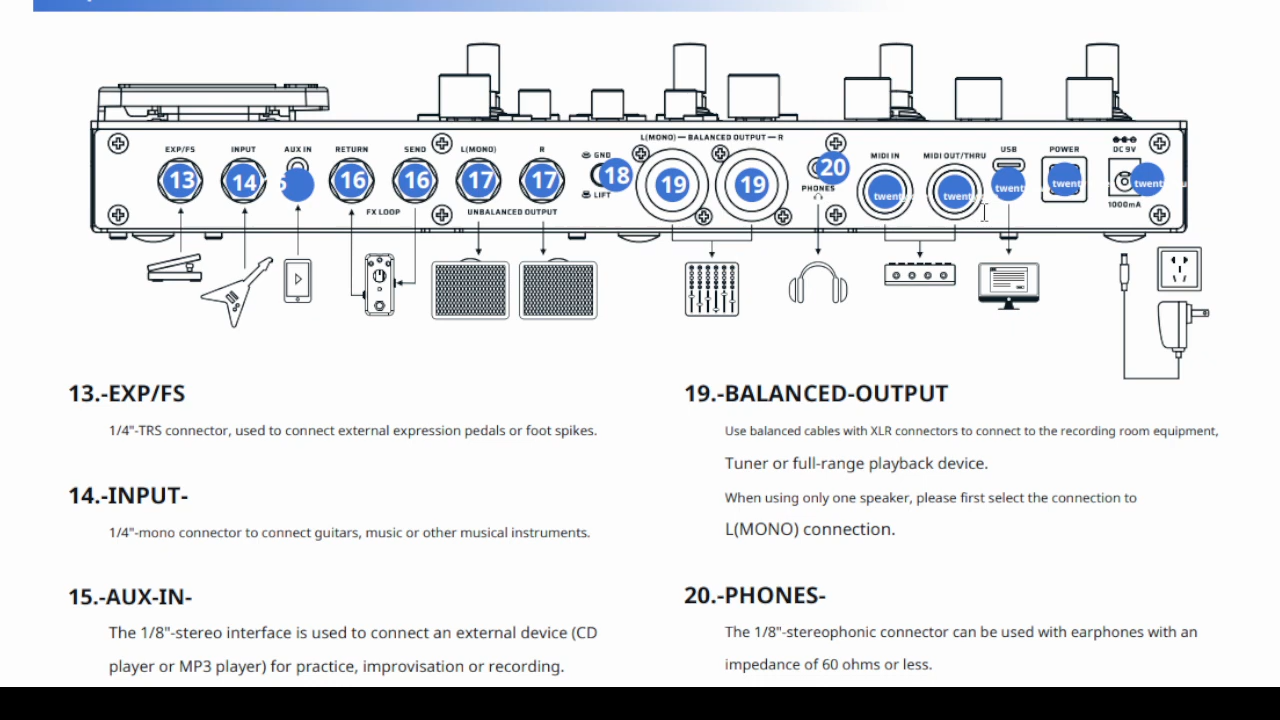 L(MONO) — BALANCED OUTPUT — R
EXP/FS
INPUT
AUX IN
RETURN
SEND
L(MONO)
R
GND
LIFT
PHONES
MIDI IN
MIDI OUT/THRU
USB
POWER
DC 9V
1000mA
13
14
16
16
17
17
18
19
19
20
FX LOOP
UNBALANCED OUTPUT
13.-EXP/FS
1/4"-TRS connector, used to connect external expression pedals or foot spikes.
14.-INPUT-
1/4"-mono connector to connect guitars, music or other musical instruments.
15.-AUX-IN-
The 1/8"-stereo interface is used to connect an external device (CD
player or MP3 player) for practice, improvisation or recording.
19.-BALANCED-OUTPUT
Use balanced cables with XLR connectors to connect to the recording room equipment,
Tuner or full-range playback device.
When using only one speaker, please first select the connection to
L(MONO) connection.
20.-PHONES-
The 1/8"-stereophonic connector can be used with earphones with an
impedance of 60 ohms or less.